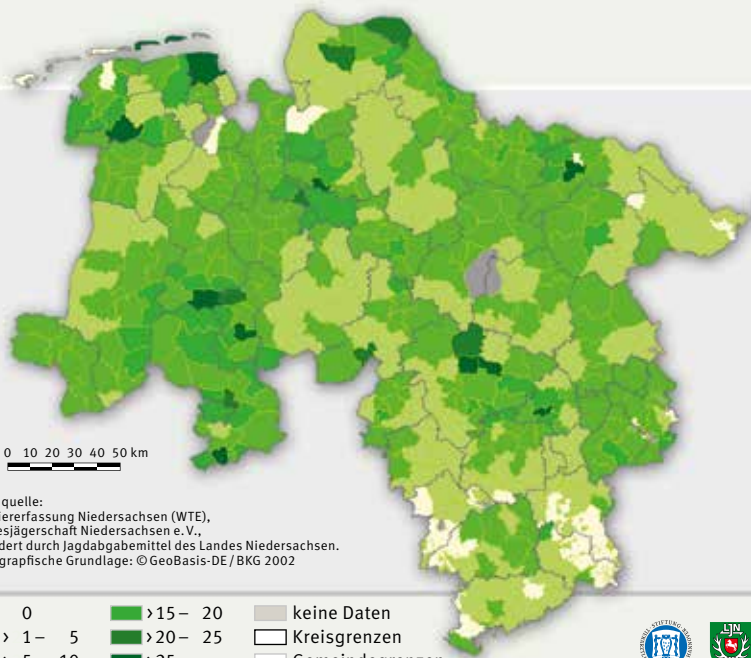 0 10 20 30 40 50 km
quelle:
iererfassung Niedersachsen (WTE),
esjägerschaft Niedersachsen e. V.,
dert durch Jagdabgabemittel des Landes Niedersachsen.
grapfische Grundlage: © GeoBasis-DE / BKG 2002
0 >15 – 20 keine Daten
> 1 – 5 >20 – 25 Kreisgrenzen
LJN